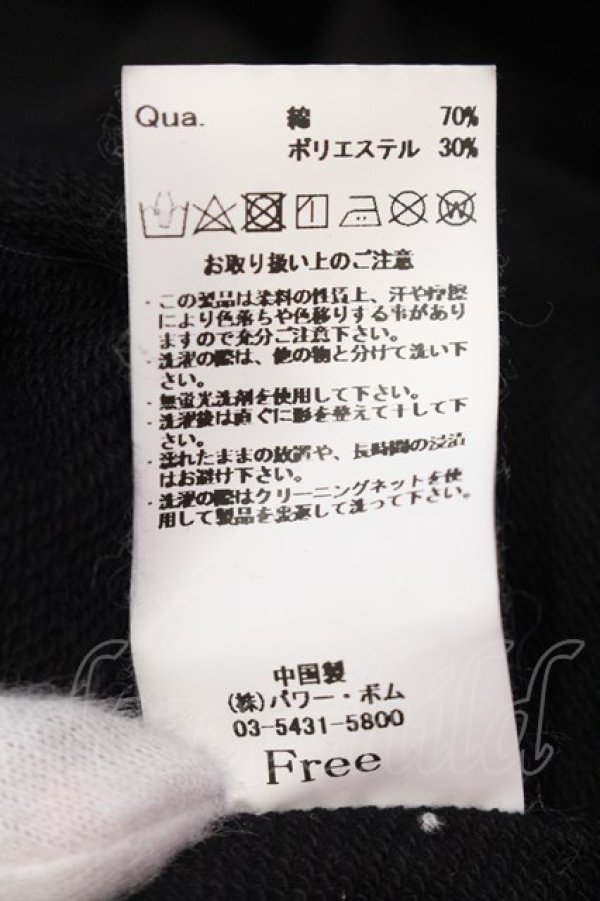 Qua. 綿 70%
ポリエステル 30%
お取り扱い上のご注意
・この製品は染料の性質上、汗や摩擦
により色落ちや色移りする事があり
ますので充分ご注意下さい。
・洗濯の際は、他の物と分けて洗い下
さい。
・無蛍光洗剤を使用して下さい。
・洗濯後は直ぐに形を整えて干して下
さい。
・濡れたままの放置や、長時間の浸漬
はお避け下さい。
・洗濯の際はクリーニングネットを使
用して製品を裏返して洗って下さい。
中国製
(株)パワー・ボム
03-5431-5800
Free